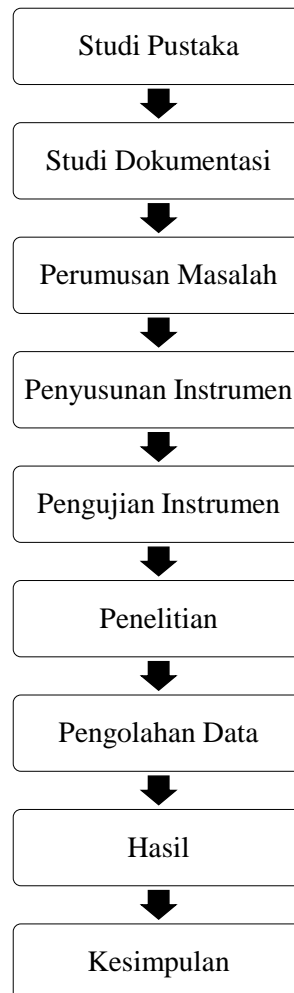 Studi Pustaka
Studi Dokumentasi
Perumusan Masalah
Penyusunan Instrumen
Pengujian Instrumen
Penelitian
Pengolahan Data
Hasil
Kesimpulan